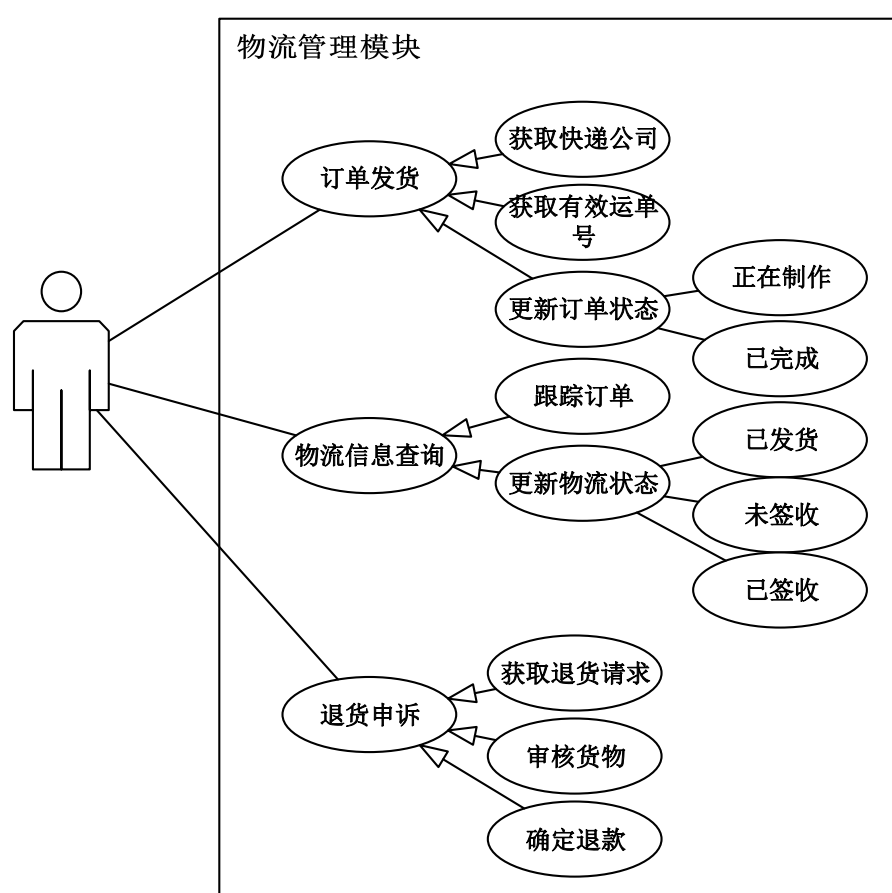 物流管理模块
获取快递公司
订单发货
获取有效运单
号
正在制作
更新订单状态
已完成
跟踪订单
已发货
物流信息查询
更新物流状态
未签收
已签收
获取退货请求
退货申诉
审核货物
确定退款